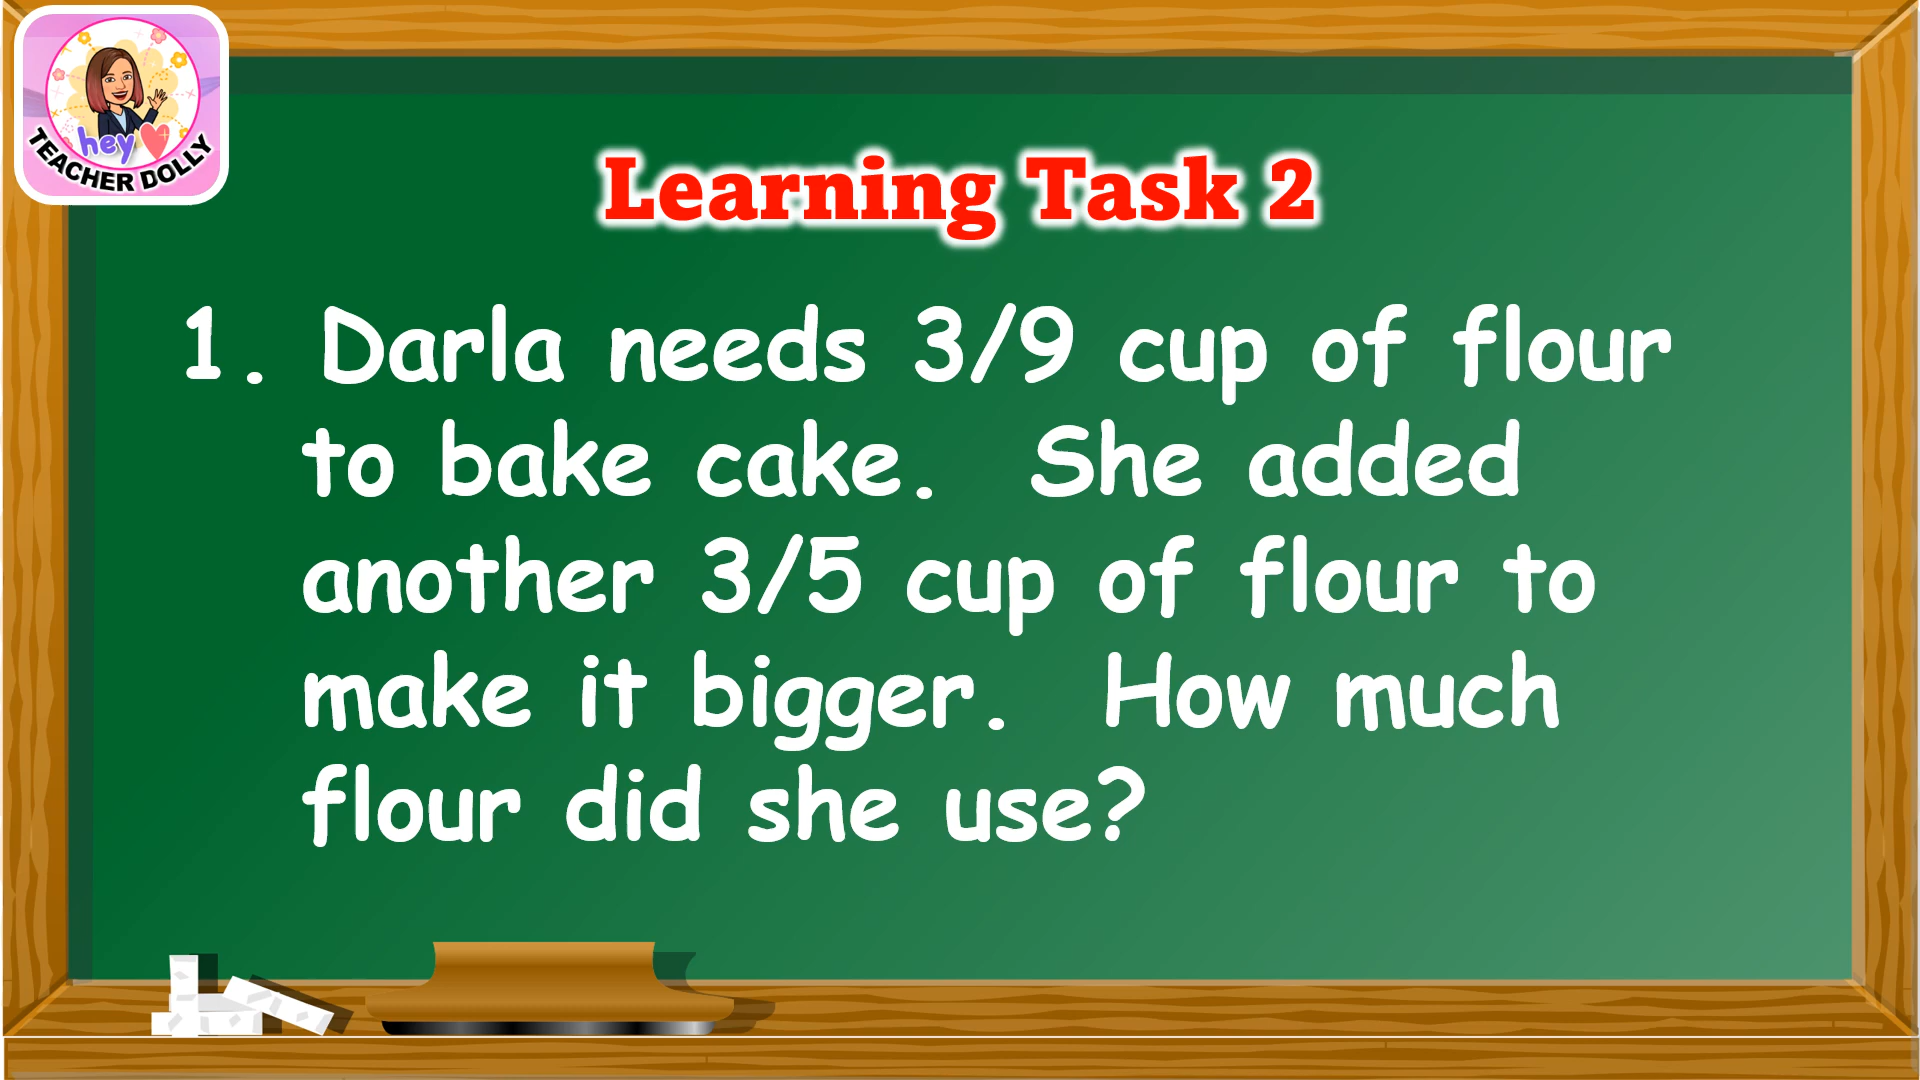 hey
TEACHER DOLLY
Learning Task 2
1. Darla needs 3/9 cup of flour
to bake cake. She added
another 3/5 cup of flour to
make it bigger. How much
flour did she use?